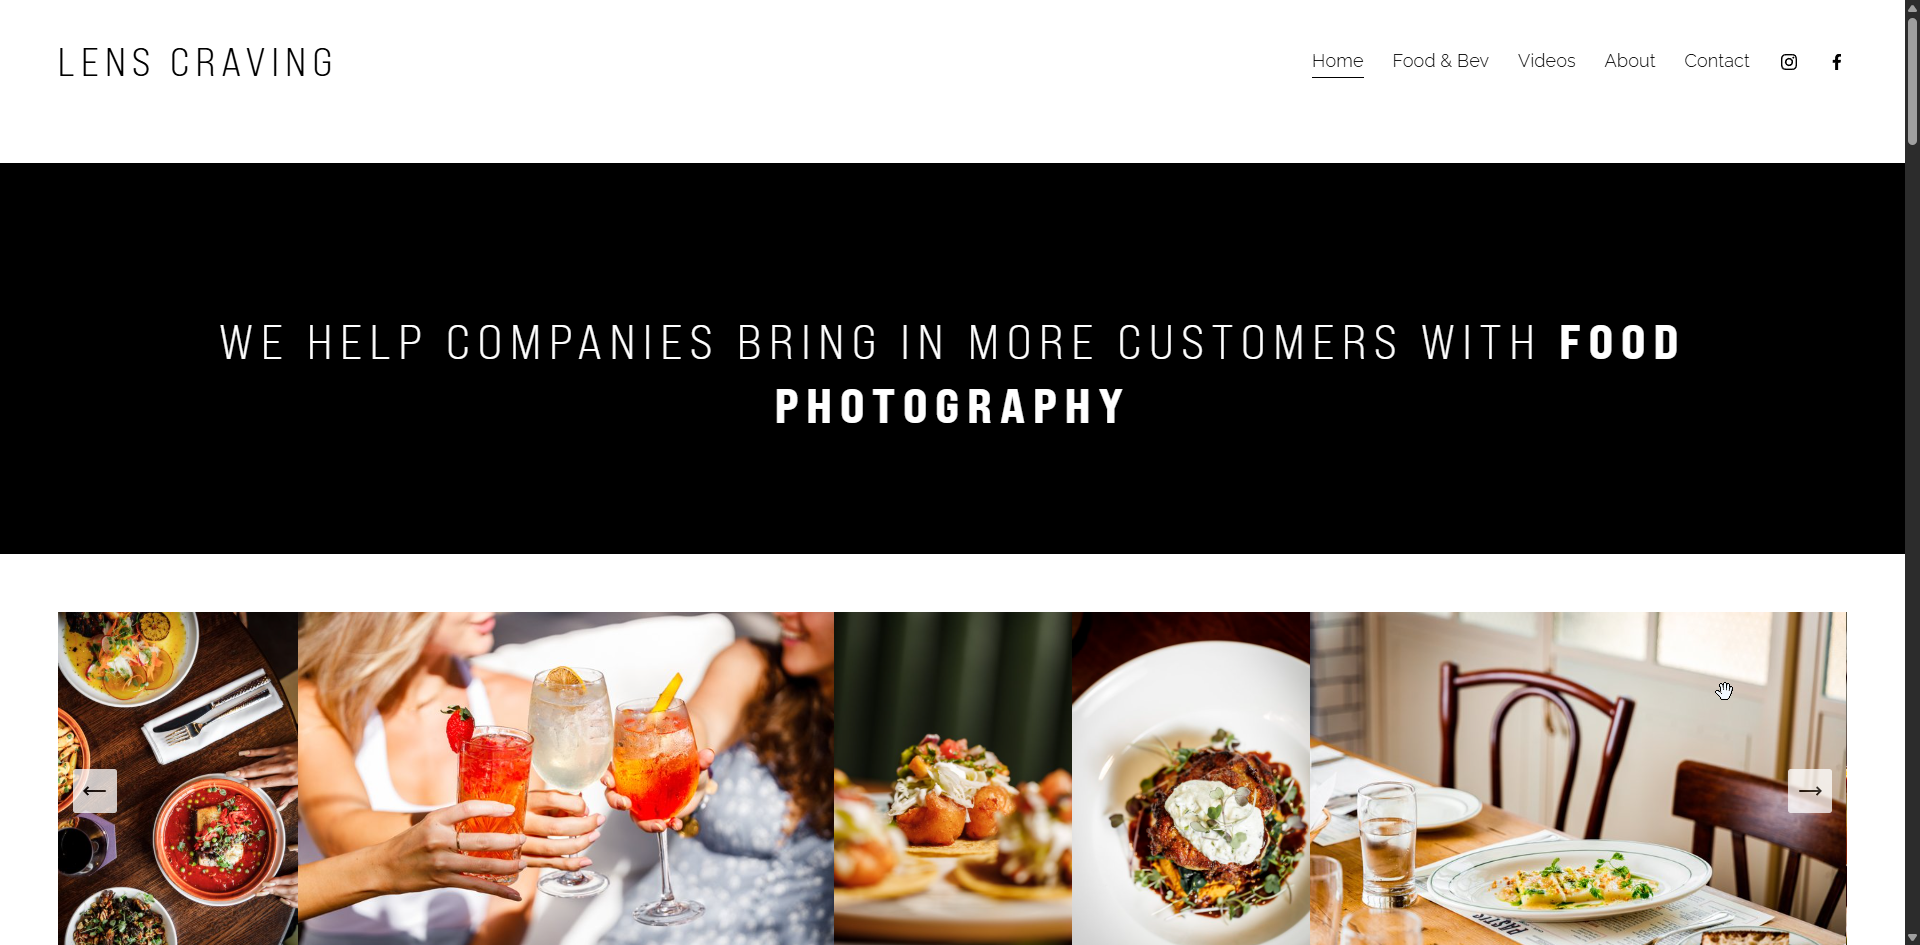 LENS CRAVING
Home Food & Bev Videos About Contact
WE HELP COMPANIES BRING IN MORE CUSTOMERS WITH FOOD
PHOTOGRAPHY